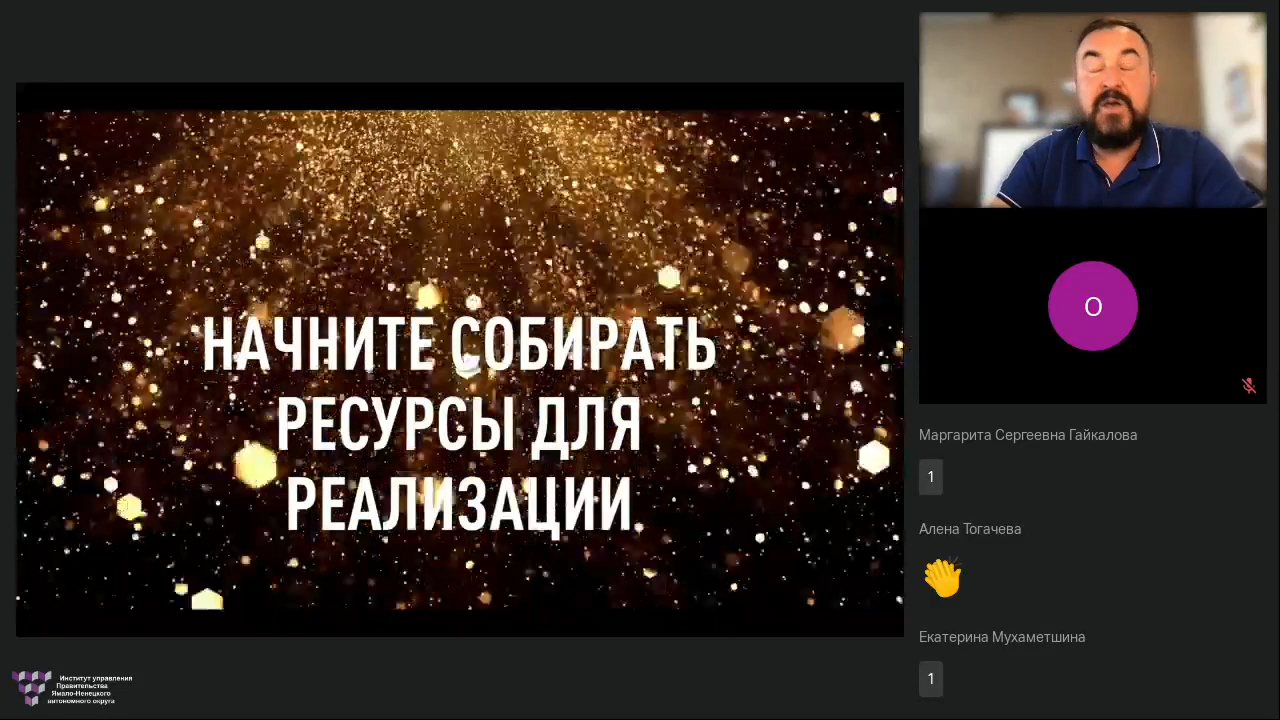 НАЧНИТЕ СОБИРАТЬ
РЕСУРСЫ ДЛЯ
РЕАЛИЗАЦИИ
О
Маргарита Сергеевна Гайкалова
1
Алена Тогачева
Екатерина Мухаметшина
1
Институт управления
Правительства
Ямало-Ненецкого
автономного округа